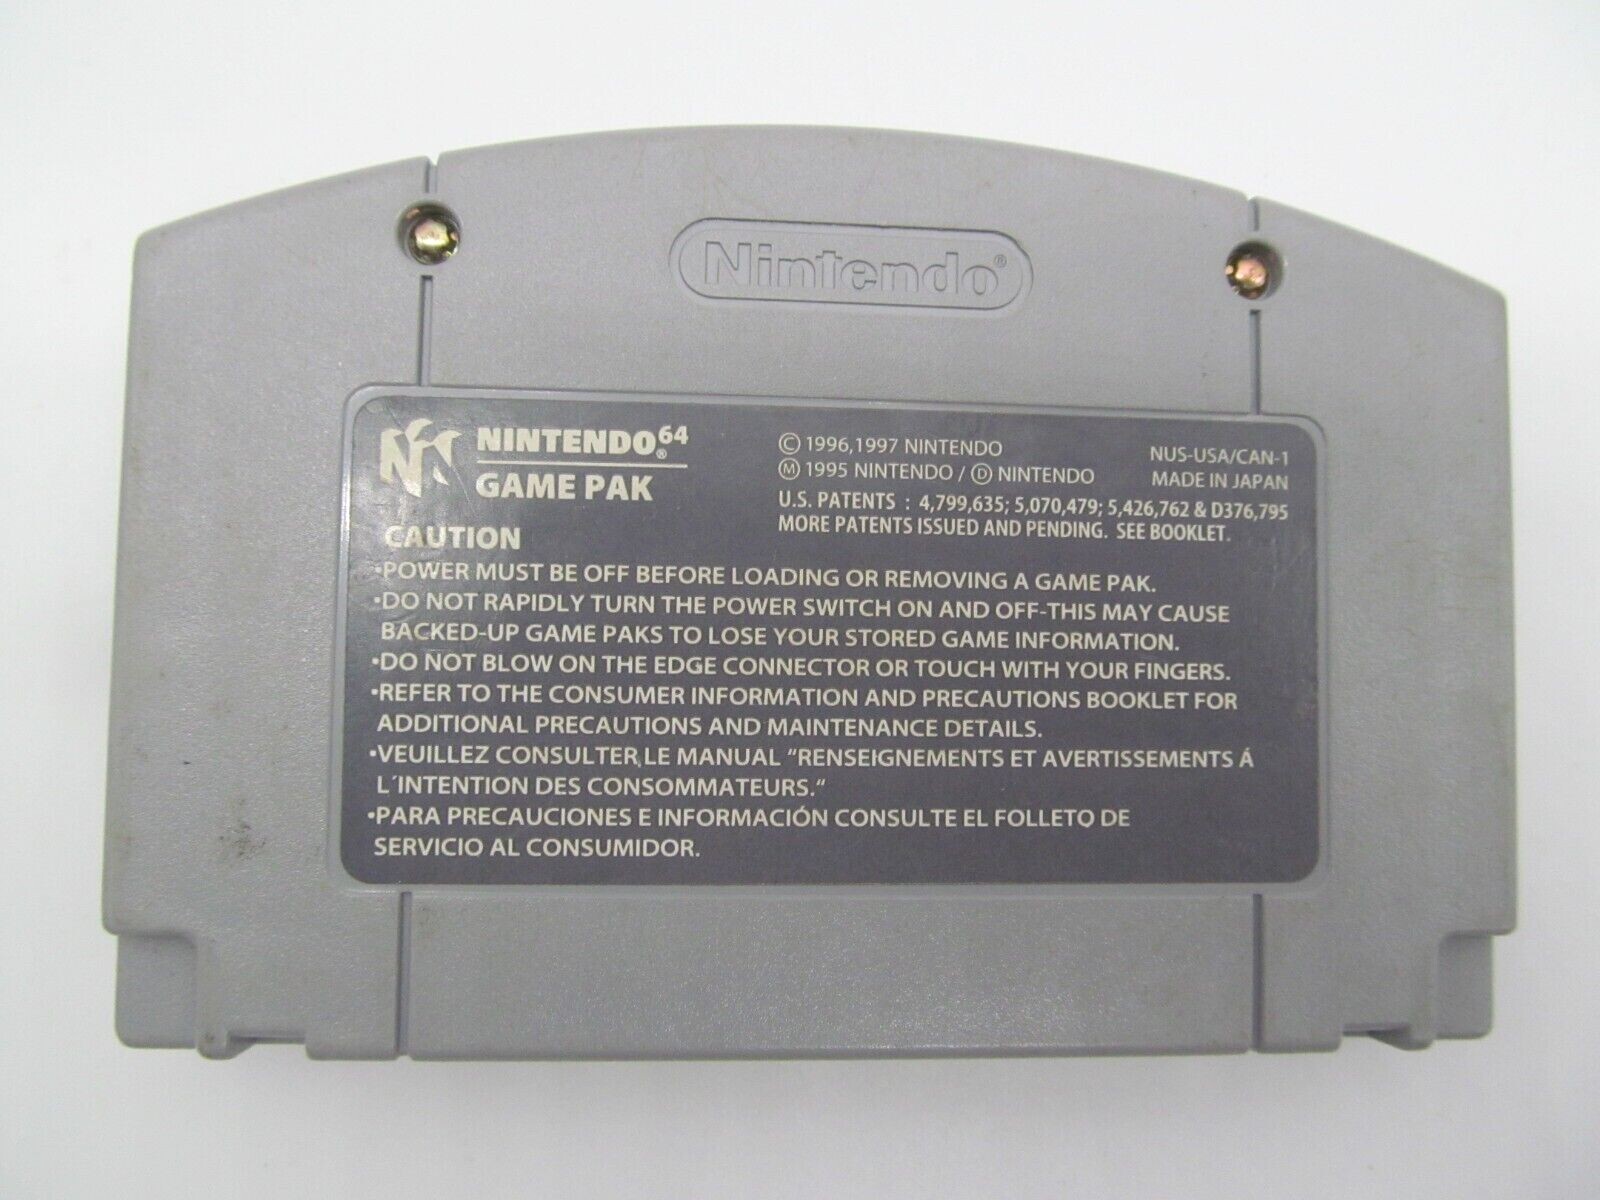 Nintendo®
NINTENDO64®
GAME PAK
© 1996,1997 NINTENDO
Ⓜ 1995 NINTENDO / Ⓓ NINTENDO
NUS-USA/CAN-1
MADE IN JAPAN
U.S. PATENTS : 4,799,635; 5,070,479; 5,426,762 & D376,795
MORE PATENTS ISSUED AND PENDING. SEE BOOKLET.
CAUTION
•POWER MUST BE OFF BEFORE LOADING OR REMOVING A GAME PAK.
•DO NOT RAPIDLY TURN THE POWER SWITCH ON AND OFF-THIS MAY CAUSE
BACKED-UP GAME PAKS TO LOSE YOUR STORED GAME INFORMATION.
•DO NOT BLOW ON THE EDGE CONNECTOR OR TOUCH WITH YOUR FINGERS.
•REFER TO THE CONSUMER INFORMATION AND PRECAUTIONS BOOKLET FOR
ADDITIONAL PRECAUTIONS AND MAINTENANCE DETAILS.
•VEUILLEZ CONSULTER LE MANUAL “RENSEIGNEMENTS ET AVERTISSEMENTS Á
L´INTENTION DES CONSOMMATEURS.“
•PARA PRECAUCIONES E INFORMACIÓN CONSULTE EL FOLLETO DE
SERVICIO AL CONSUMIDOR.